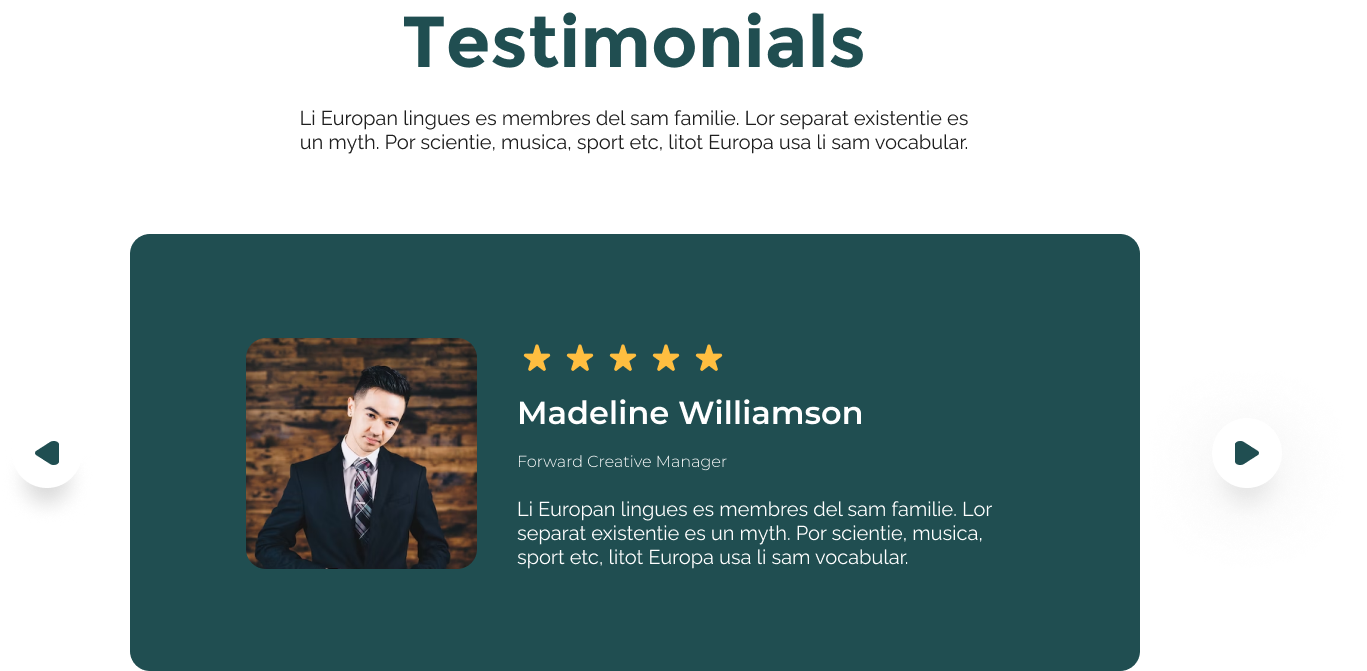 Testimonials
Li Europan lingues es membres del sam familie. Lor separat existentie es
un myth. Por scientie, musica, sport etc, litot Europa usa li sam vocabular.
Madeline Williamson
Forward Creative Manager
Li Europan lingues es membres del sam familie. Lor
separat existentie es un myth. Por scientie, musica,
sport etc, litot Europa usa li sam vocabular.